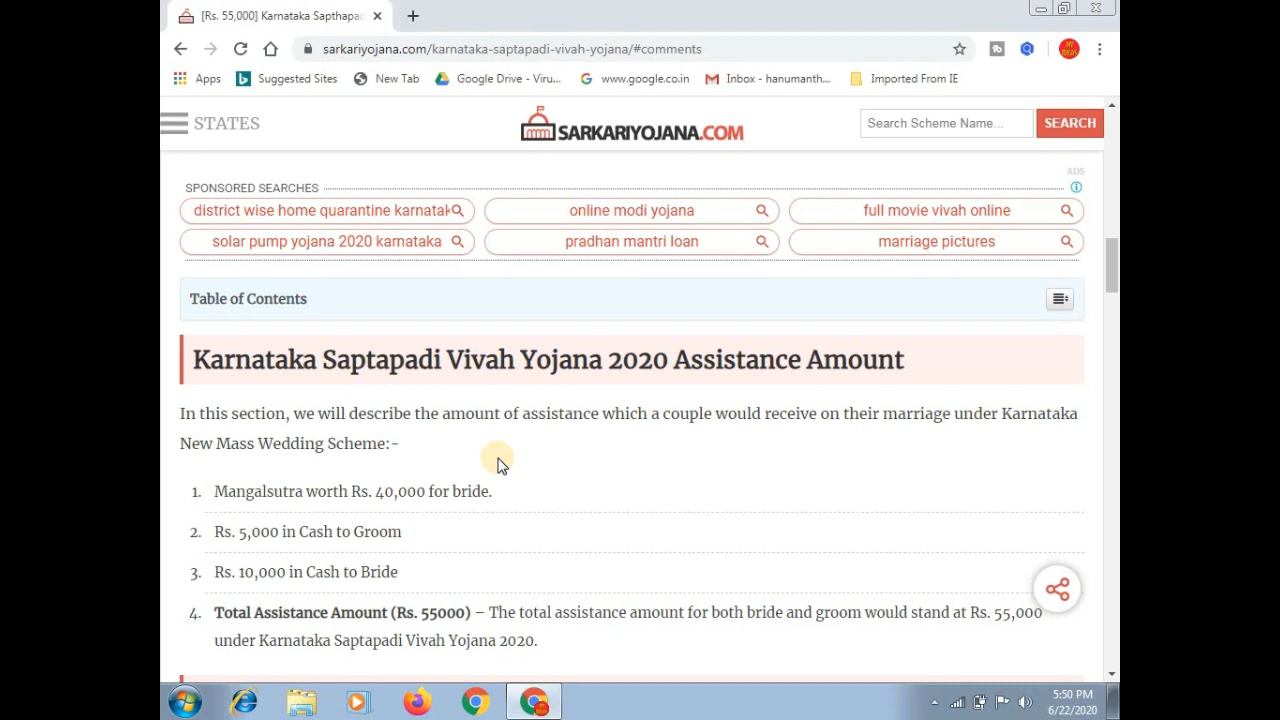 [Rs. 55,000] Karnataka Sapthapa
sarkariyojana.com/karnataka-saptapadi-vivah-yojana/#comments
Apps Suggested Sites New Tab Google Drive - Viru... www.google.co.in Inbox - hanumanth... Imported From IE
STATES SARKARIYOJANA.COM Search Scheme Name... SEARCH
ADS
SPONSORED SEARCHES
district wise home quarantine karnatak online modi yojana full movie vivah online
solar pump yojana 2020 karnataka pradhan mantri loan marriage pictures
Table of Contents
Karnataka Saptapadi Vivah Yojana 2020 Assistance Amount
In this section, we will describe the amount of assistance which a couple would receive on their marriage under Karnataka
New Mass Wedding Scheme:-
1. Mangalsutra worth Rs. 40,000 for bride.
2. Rs. 5,000 in Cash to Groom
3. Rs. 10,000 in Cash to Bride
4. Total Assistance Amount (Rs. 55000) – The total assistance amount for both bride and groom would stand at Rs. 55,000
under Karnataka Saptapadi Vivah Yojana 2020.
5:50 PM
6/22/2020